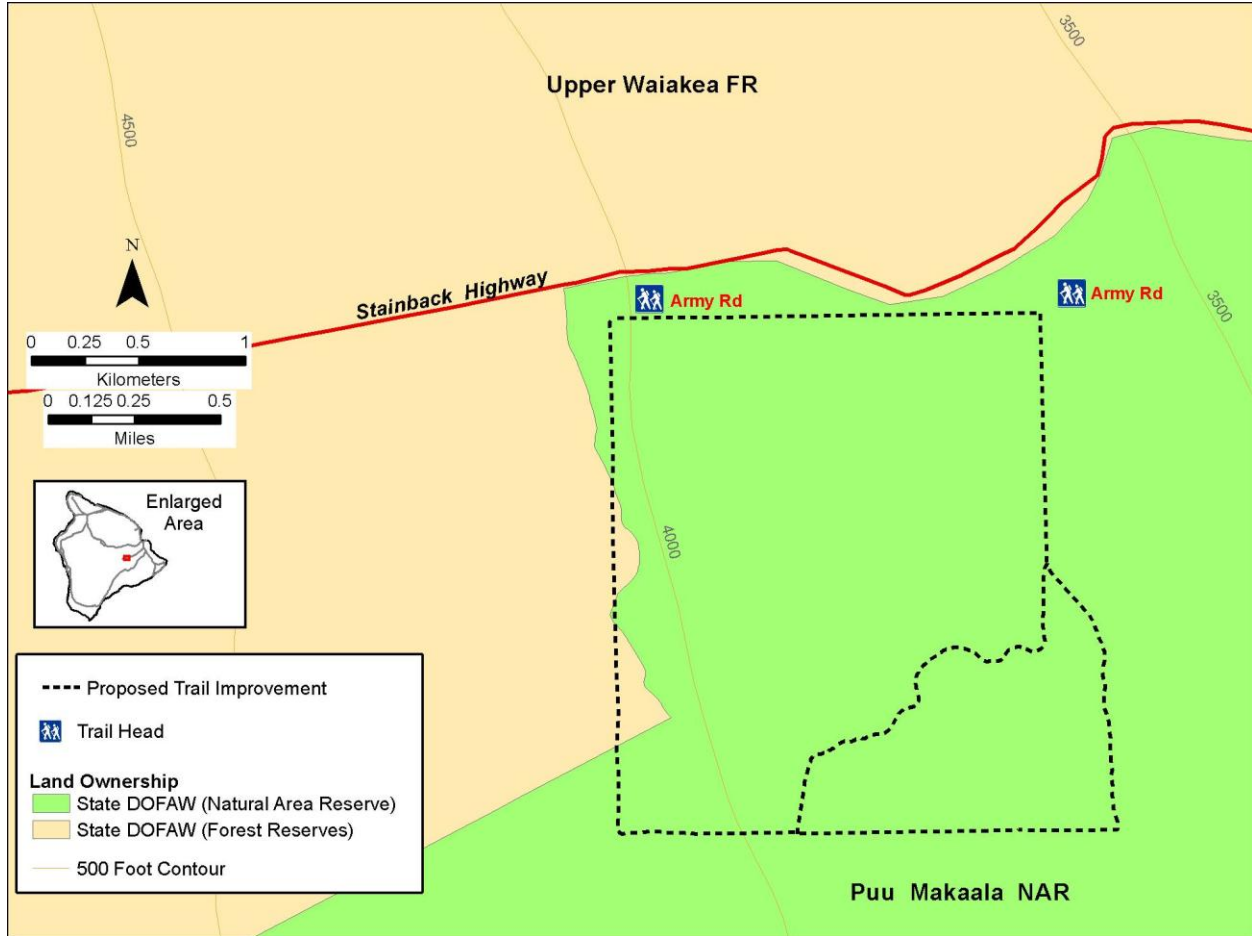 3500
Upper Waiakea FR
4500
N
Stainback Highway
Army Rd
Army Rd
3500
0 0.25 0.5 1
Kilometers
0 0.125 0.25 0.5
Miles
Enlarged
Area
4000
Proposed Trail Improvement
Trail Head
Land Ownership
State DOFAW (Natural Area Reserve)
State DOFAW (Forest Reserves)
500 Foot Contour
Puu Makaala NAR